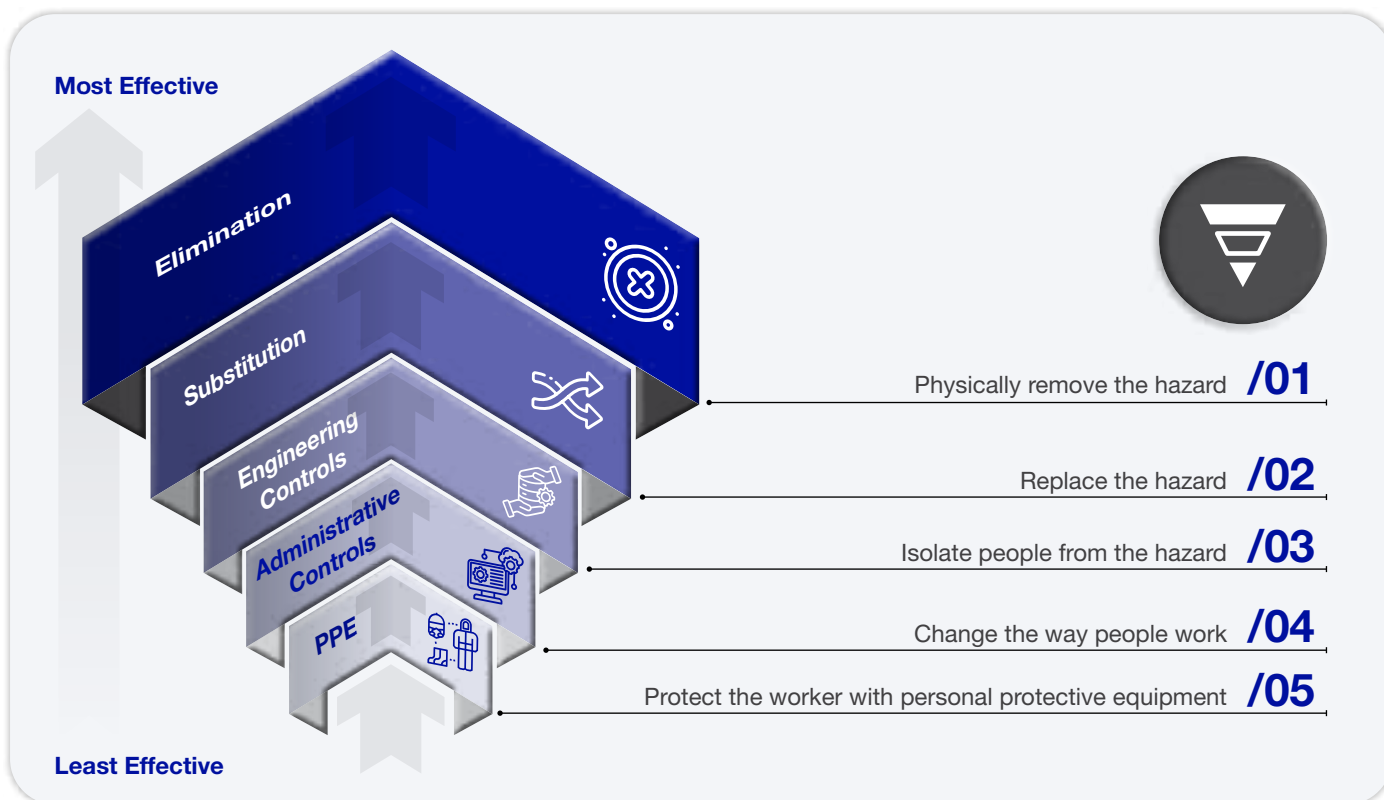 Most Effective
Elimination
Substitution
Engineering
Controls
Administrative
Controls
PPE
Least Effective
Physically remove the hazard /01
Replace the hazard /02
Isolate people from the hazard /03
Change the way people work /04
Protect the worker with personal protective equipment /05